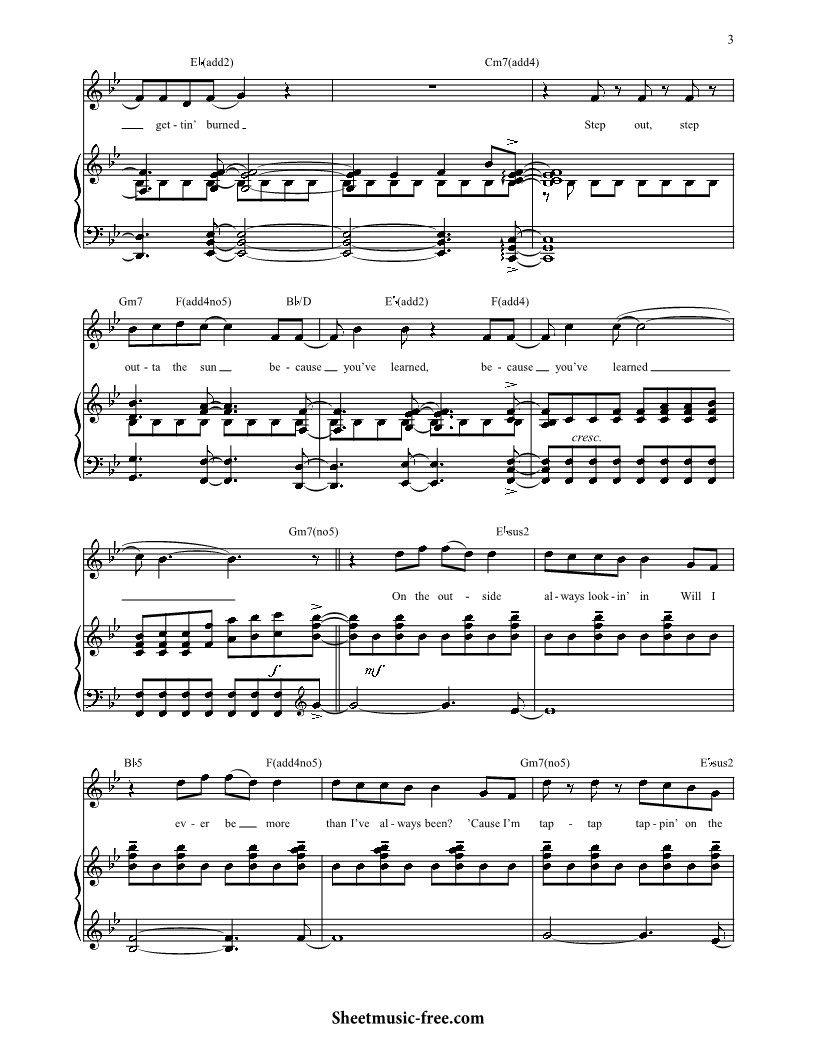 3
E♭(add2) Cm7(add4)
get - tin' burned Step out, step
Gm7 F(add4no5) B♭/D E♭(add2) F(add4)
out - ta the sun be - cause you've learned, be - cause you've learned
cresc.
Gm7(no5) E♭sus2
On the out - side al - ways look - in' in Will I
f mf
B♭5 F(add4no5) Gm7(no5) E♭sus2
ev - er be more than I've al - ways been? 'Cause I'm tap - tap tap - pin' on the
Sheetmusic-free.com